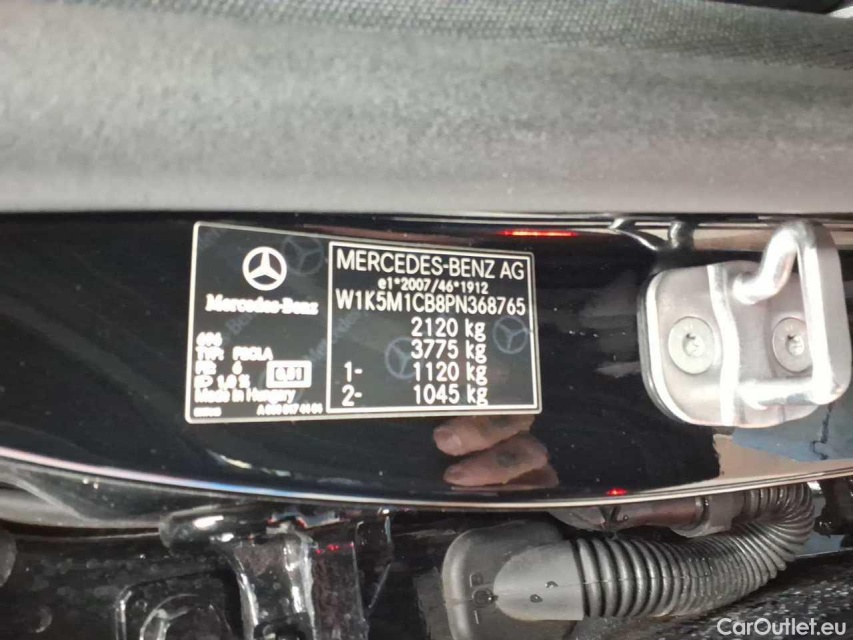 Mercedes-Benz
Made in Hungary
MERCEDES-BENZ AG
e1*2007/46*1912
W1K5M1CB8PN368765
2120 kg
3775 kg
1- 1120 kg
2- 1045 kg
CarOutlet.eu